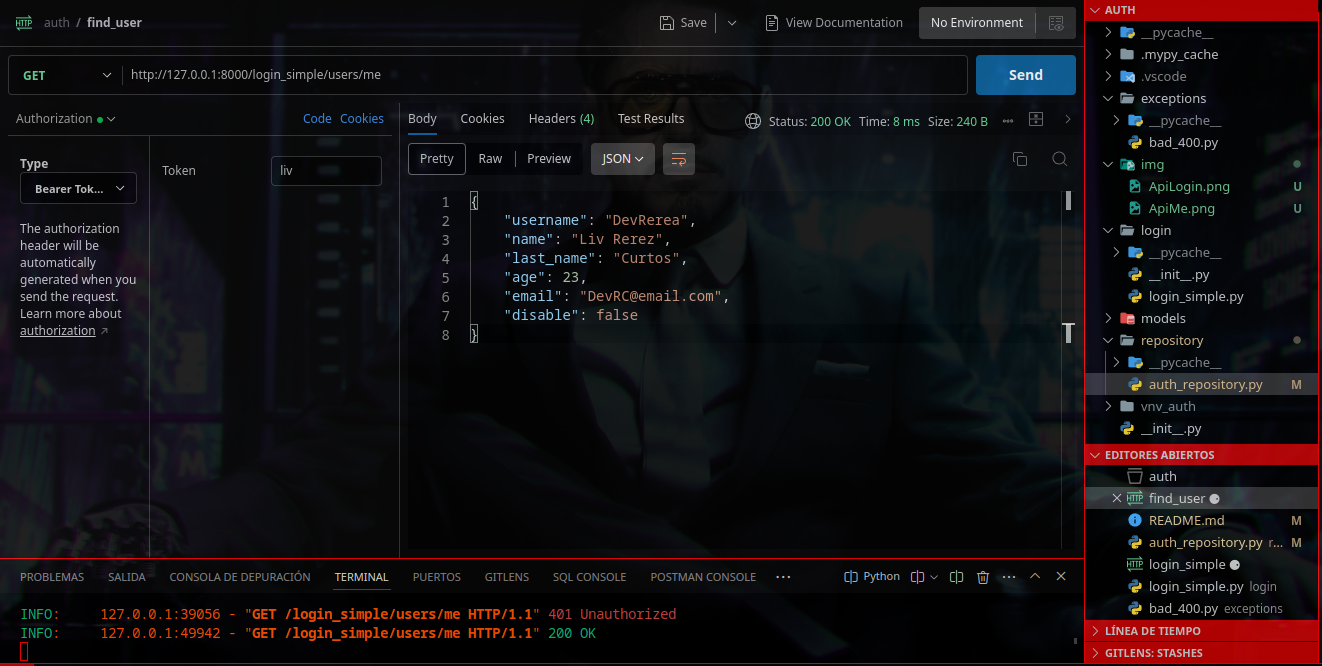 HTTP auth / find_user Save View Documentation No Environment
GET http://127.0.0.1:8000/login_simple/users/me Send
Authorization Code Cookies
Type
Bearer Tok...
The authorization
header will be
automatically
generated when you
send the request.
Learn more about
authorization ↗
Token liv
Body Cookies Headers (4) Test Results Status: 200 OK Time: 8 ms Size: 240 B
Pretty Raw Preview JSON
1 {
2 "username": "DevRerea",
3 "name": "Liv Rerez",
4 "last_name": "Curtos",
5 "age": 23,
6 "email": "DevRC@email.com",
7 "disable": false
8 }
PROBLEMAS SALIDA CONSOLA DE DEPURACIÓN TERMINAL PUERTOS GITLENS SQL CONSOLE POSTMAN CONSOLE ... Python
INFO: 127.0.0.1:39056 - "GET /login_simple/users/me HTTP/1.1" 401 Unauthorized
INFO: 127.0.0.1:49942 - "GET /login_simple/users/me HTTP/1.1" 200 OK
AUTH
__pycache__
.mypy_cache
.vscode
exceptions
__pycache__
bad_400.py
img
ApiLogin.png U
ApiMe.png U
login
__pycache__
__init__.py
login_simple.py
models
repository
__pycache__
auth_repository.py M
vnv_auth
__init__.py
EDITORES ABIERTOS
auth
HTTP find_user
README.md M
auth_repository.py r... M
HTTP login_simple
login_simple.py login
bad_400.py exceptions
LÍNEA DE TIEMPO
GITLENS: STASHES